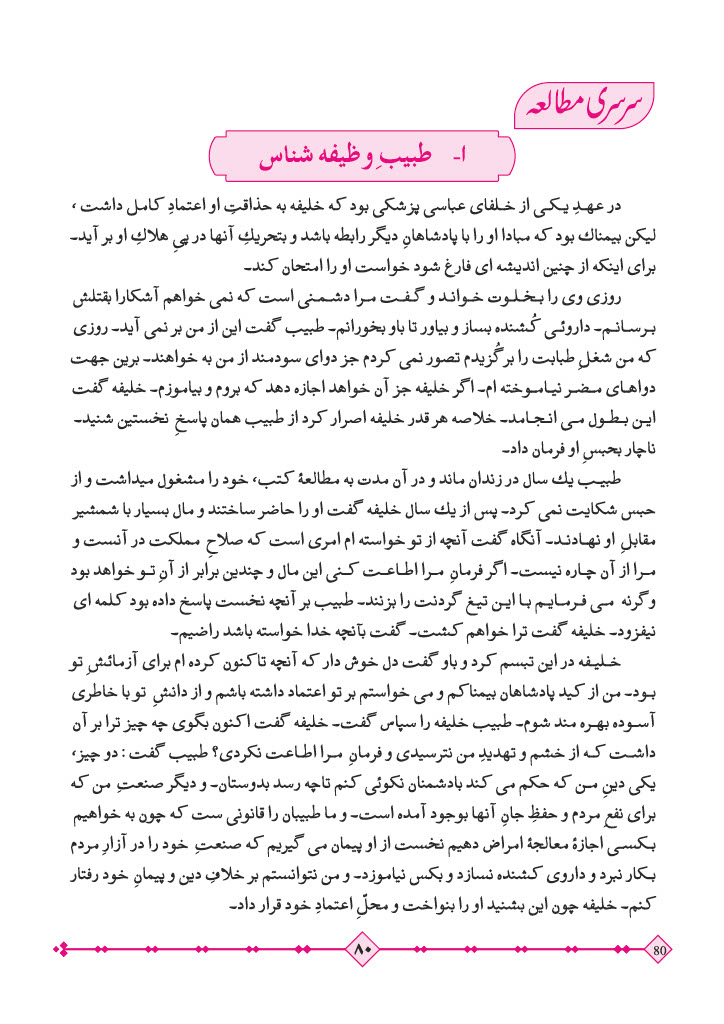 سرسری مطالعہ
۱- طبیبِ وظیفه شناس
در عهدِ یکی از خلفای عباسی پزشکی بود که خلیفه به حذاقتِ او اعتمادِ کامل داشت ،
لیکن بیمناك بود که مبادا او را با پادشاهانِ دیگر رابطه باشد و بتحریكِ آنها در پیِ هلاكِ او بر آید۔
برای اینکه از چنین اندیشه ای فارغ شود خواست او را امتحان کند۔
روزی وی را بخلوت خواند و گفت مرا دشمنی است که نمی خواهم آشکارا بقتلش
برسانم۔ داروئی کُشنده بساز و بیاور تا باو بخورانم۔ طبیب گفت این از من بر نمی آید۔ روزی
که من شغلِ طبابت را برگُزیدم تصور نمی کردم جز دوای سودمند از من به خواهند۔ برین جهت
دواهای مضر نیاموخته ام۔ اگر خلیفه جز آن خواهد اجازه دهد که بروم و بیاموزم۔ خلیفه گفت
این بطول می انجامد۔ خلاصه هر قدر خلیفه اصرار کرد از طبیب همان پاسخِ نخستین شنید۔
ناچار بحبسِ او فرمان داد۔
طبیب یك سال در زندان ماند و در آن مدت به مطالعۂ کتب، خود را مشغول میداشت و از
حبس شکایت نمی کرد۔ پس از یك سال خلیفه گفت او را حاضر ساختند و مال بسیار با شمشیر
مقابلِ او نهادند۔ آنگاه گفت آنچه از تو خواسته ام امری است که صلاحِ مملکت در آنست و
مرا از آن چاره نیست۔ اگر فرمانِ مرا اطاعت کنی این مال و چندین برابر از آنِ تو خواهد بود
وگرنه می فرمایم با این تیغ گردنت را بزنند۔ طبیب بر آنچه نخست پاسخ داده بود کلمه ای
نیفزود۔ خلیفه گفت ترا خواهم کشت۔ گفت بآنچه خدا خواسته باشد راضیم۔
خلیفه در این تبسم کرد و باو گفت دل خوش دار که آنچه تاکنون کرده ام برای آزمائشِ تو
بود۔ من از کید پادشاهان بیمناکم و می خواستم بر تو اعتماد داشته باشم و از دانشِ تو با خاطری
آسوده بهره مند شوم۔ طبیب خلیفه را سپاس گفت۔ خلیفه گفت اکنون بگوی چه چیز ترا بر آن
داشت که از خشم و تهدیدِ من نترسیدی و فرمانِ مرا اطاعت نکردی؟ طبیب گفت : دو چیز،
یکی دینِ من که حکم می کند بادشمنان نکوئی کنم تاچه رسد بدوستان۔ و دیگر صنعتِ من که
برای نفعِ مردم و حفظِ جانِ آنها بوجود آمده است۔ و ما طبیبان را قانونی ست که چون به خواهیم
بکسی اجازۂ معالجۂ امراض دهیم نخست از او پیمان می گیریم که صنعتِ خود را در آزارِ مردم
بکار نبرد و داروی کشنده نسازد و بکس نیاموزد۔ و من نتوانستم بر خلافِ دین و پیمانِ خود رفتار
کنم۔ خلیفه چون این بشنید او را بنواخت و محلّ اعتمادِ خود قرار داد۔
۸۰
80